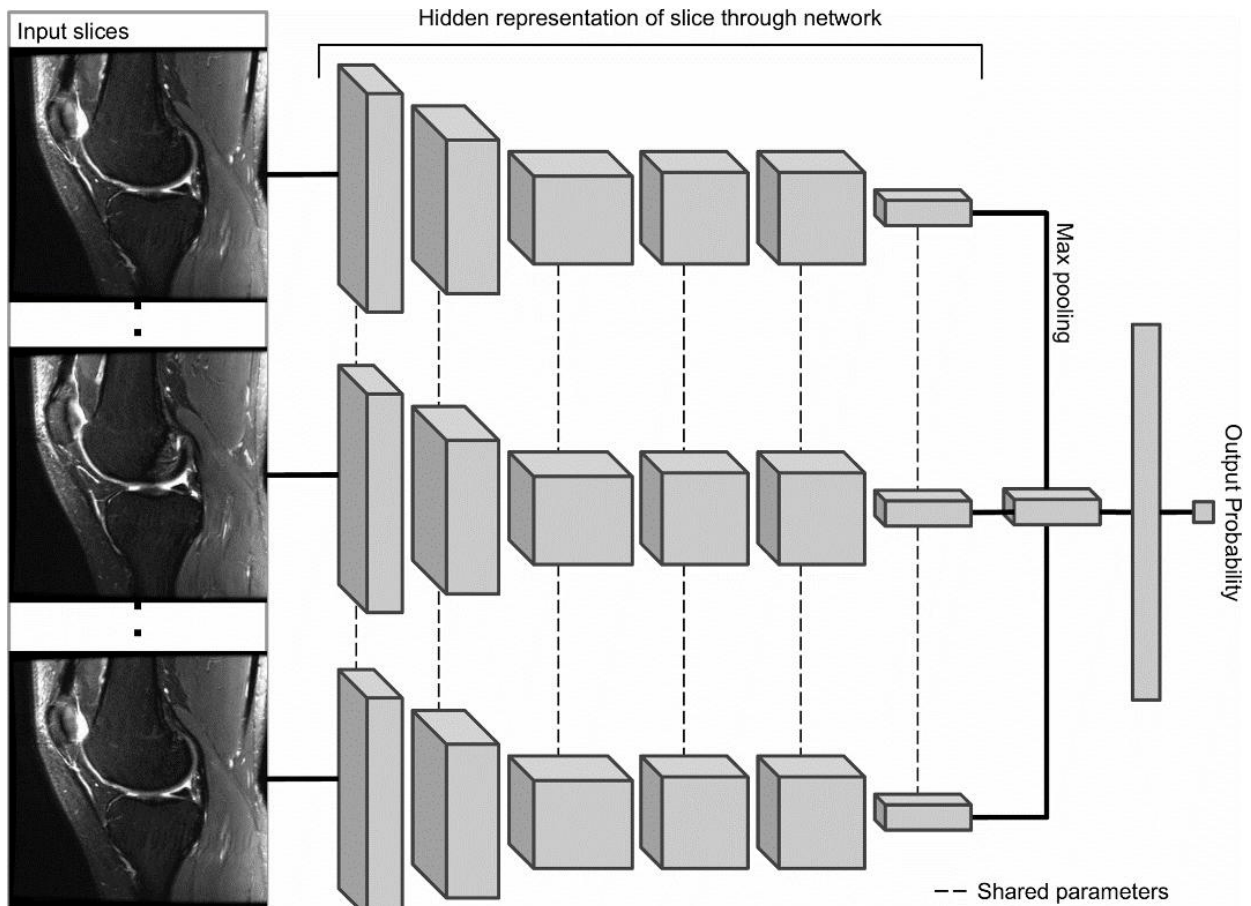 Hidden representation of slice through network
Input slices
Max pooling
Output Probability
-- Shared parameters